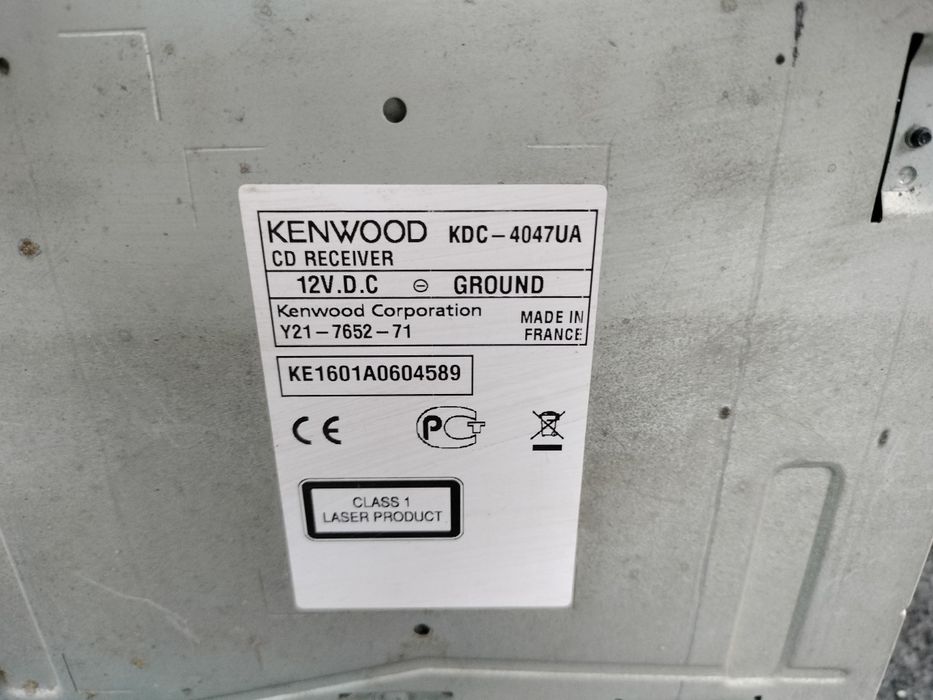 KENWOOD KDC-4047UA
CD RECEIVER
12V.D.C ⊖ GROUND
Kenwood Corporation
Y21-7652-71
MADE IN
FRANCE
KE1601A0604589
CE PCT
CLASS 1
LASER PRODUCT